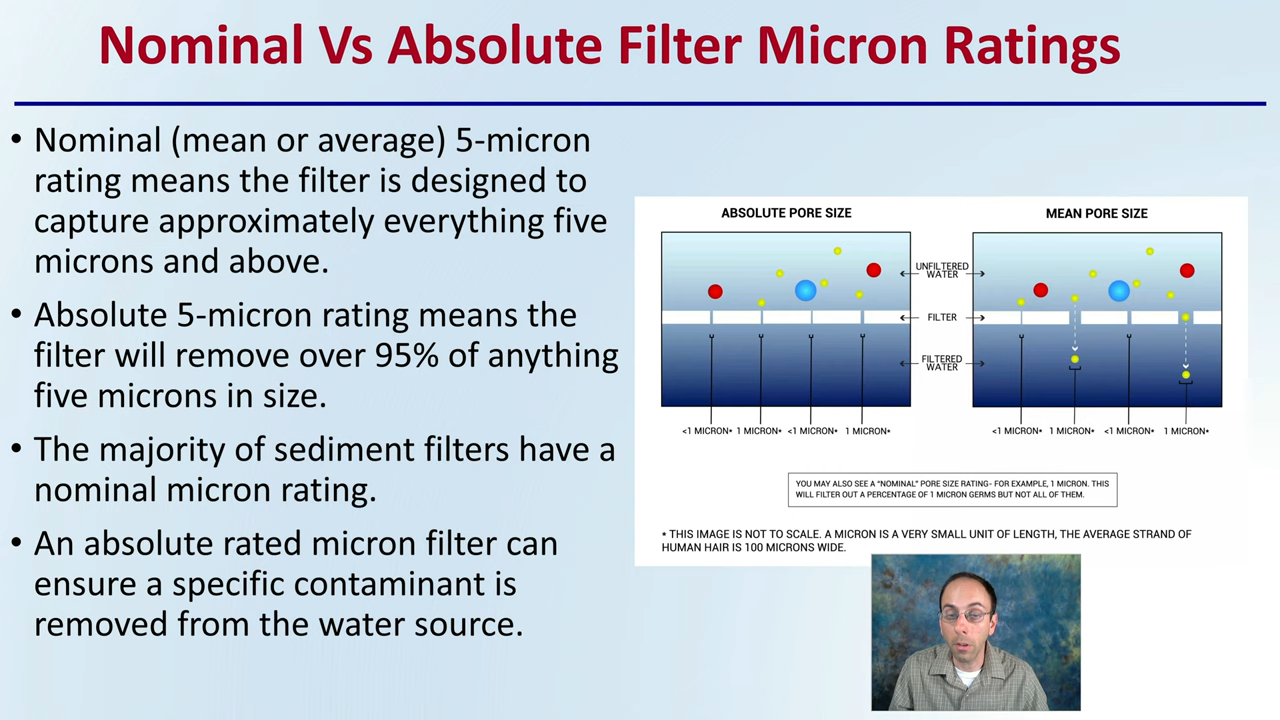 Nominal Vs Absolute Filter Micron Ratings
• Nominal (mean or average) 5-micron
rating means the filter is designed to
capture approximately everything five
microns and above.
• Absolute 5-micron rating means the
filter will remove over 95% of anything
five microns in size.
• The majority of sediment filters have a
nominal micron rating.
• An absolute rated micron filter can
ensure a specific contaminant is
removed from the water source.
ABSOLUTE PORE SIZE
MEAN PORE SIZE
UNFILTERED
WATER
FILTER
FILTERED
WATER
<1 MICRON* 1 MICRON* <1 MICRON* 1 MICRON*
<1 MICRON* 1 MICRON* <1 MICRON* 1 MICRON*
YOU MAY ALSO SEE A "NOMINAL" PORE SIZE RATING- FOR EXAMPLE, 1 MICRON. THIS
WILL FILTER OUT A PERCENTAGE OF 1 MICRON GERMS BUT NOT ALL OF THEM.
* THIS IMAGE IS NOT TO SCALE. A MICRON IS A VERY SMALL UNIT OF LENGTH, THE AVERAGE STRAND OF
HUMAN HAIR IS 100 MICRONS WIDE.